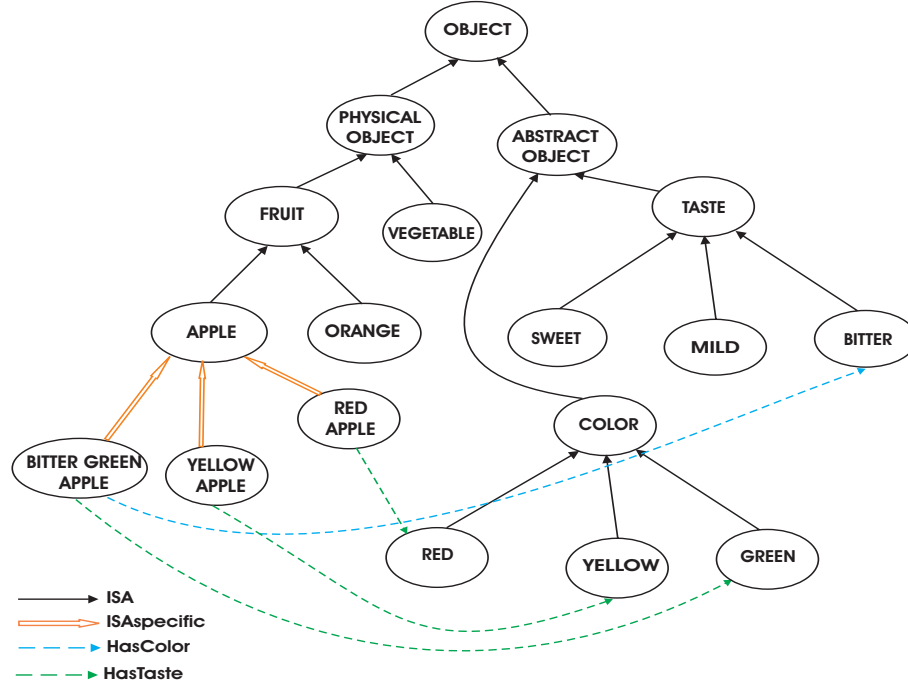 OBJECT
PHYSICAL
OBJECT
ABSTRACT
OBJECT
FRUIT
VEGETABLE
TASTE
APPLE
ORANGE
SWEET
MILD
BITTER
RED
APPLE
COLOR
BITTER GREEN
APPLE
YELLOW
APPLE
RED
YELLOW
GREEN
ISA
ISAspecific
HasColor
HasTaste